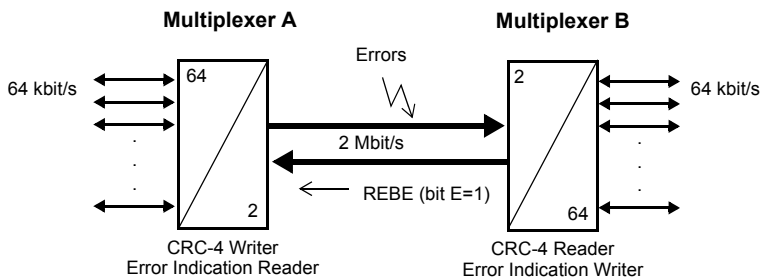 Multiplexer A
Multiplexer B
Errors
64
2
64 kbit/s
64 kbit/s
2 Mbit/s
REBE (bit E=1)
2
64
CRC-4 Writer
Error Indication Reader
CRC-4 Reader
Error Indication Writer